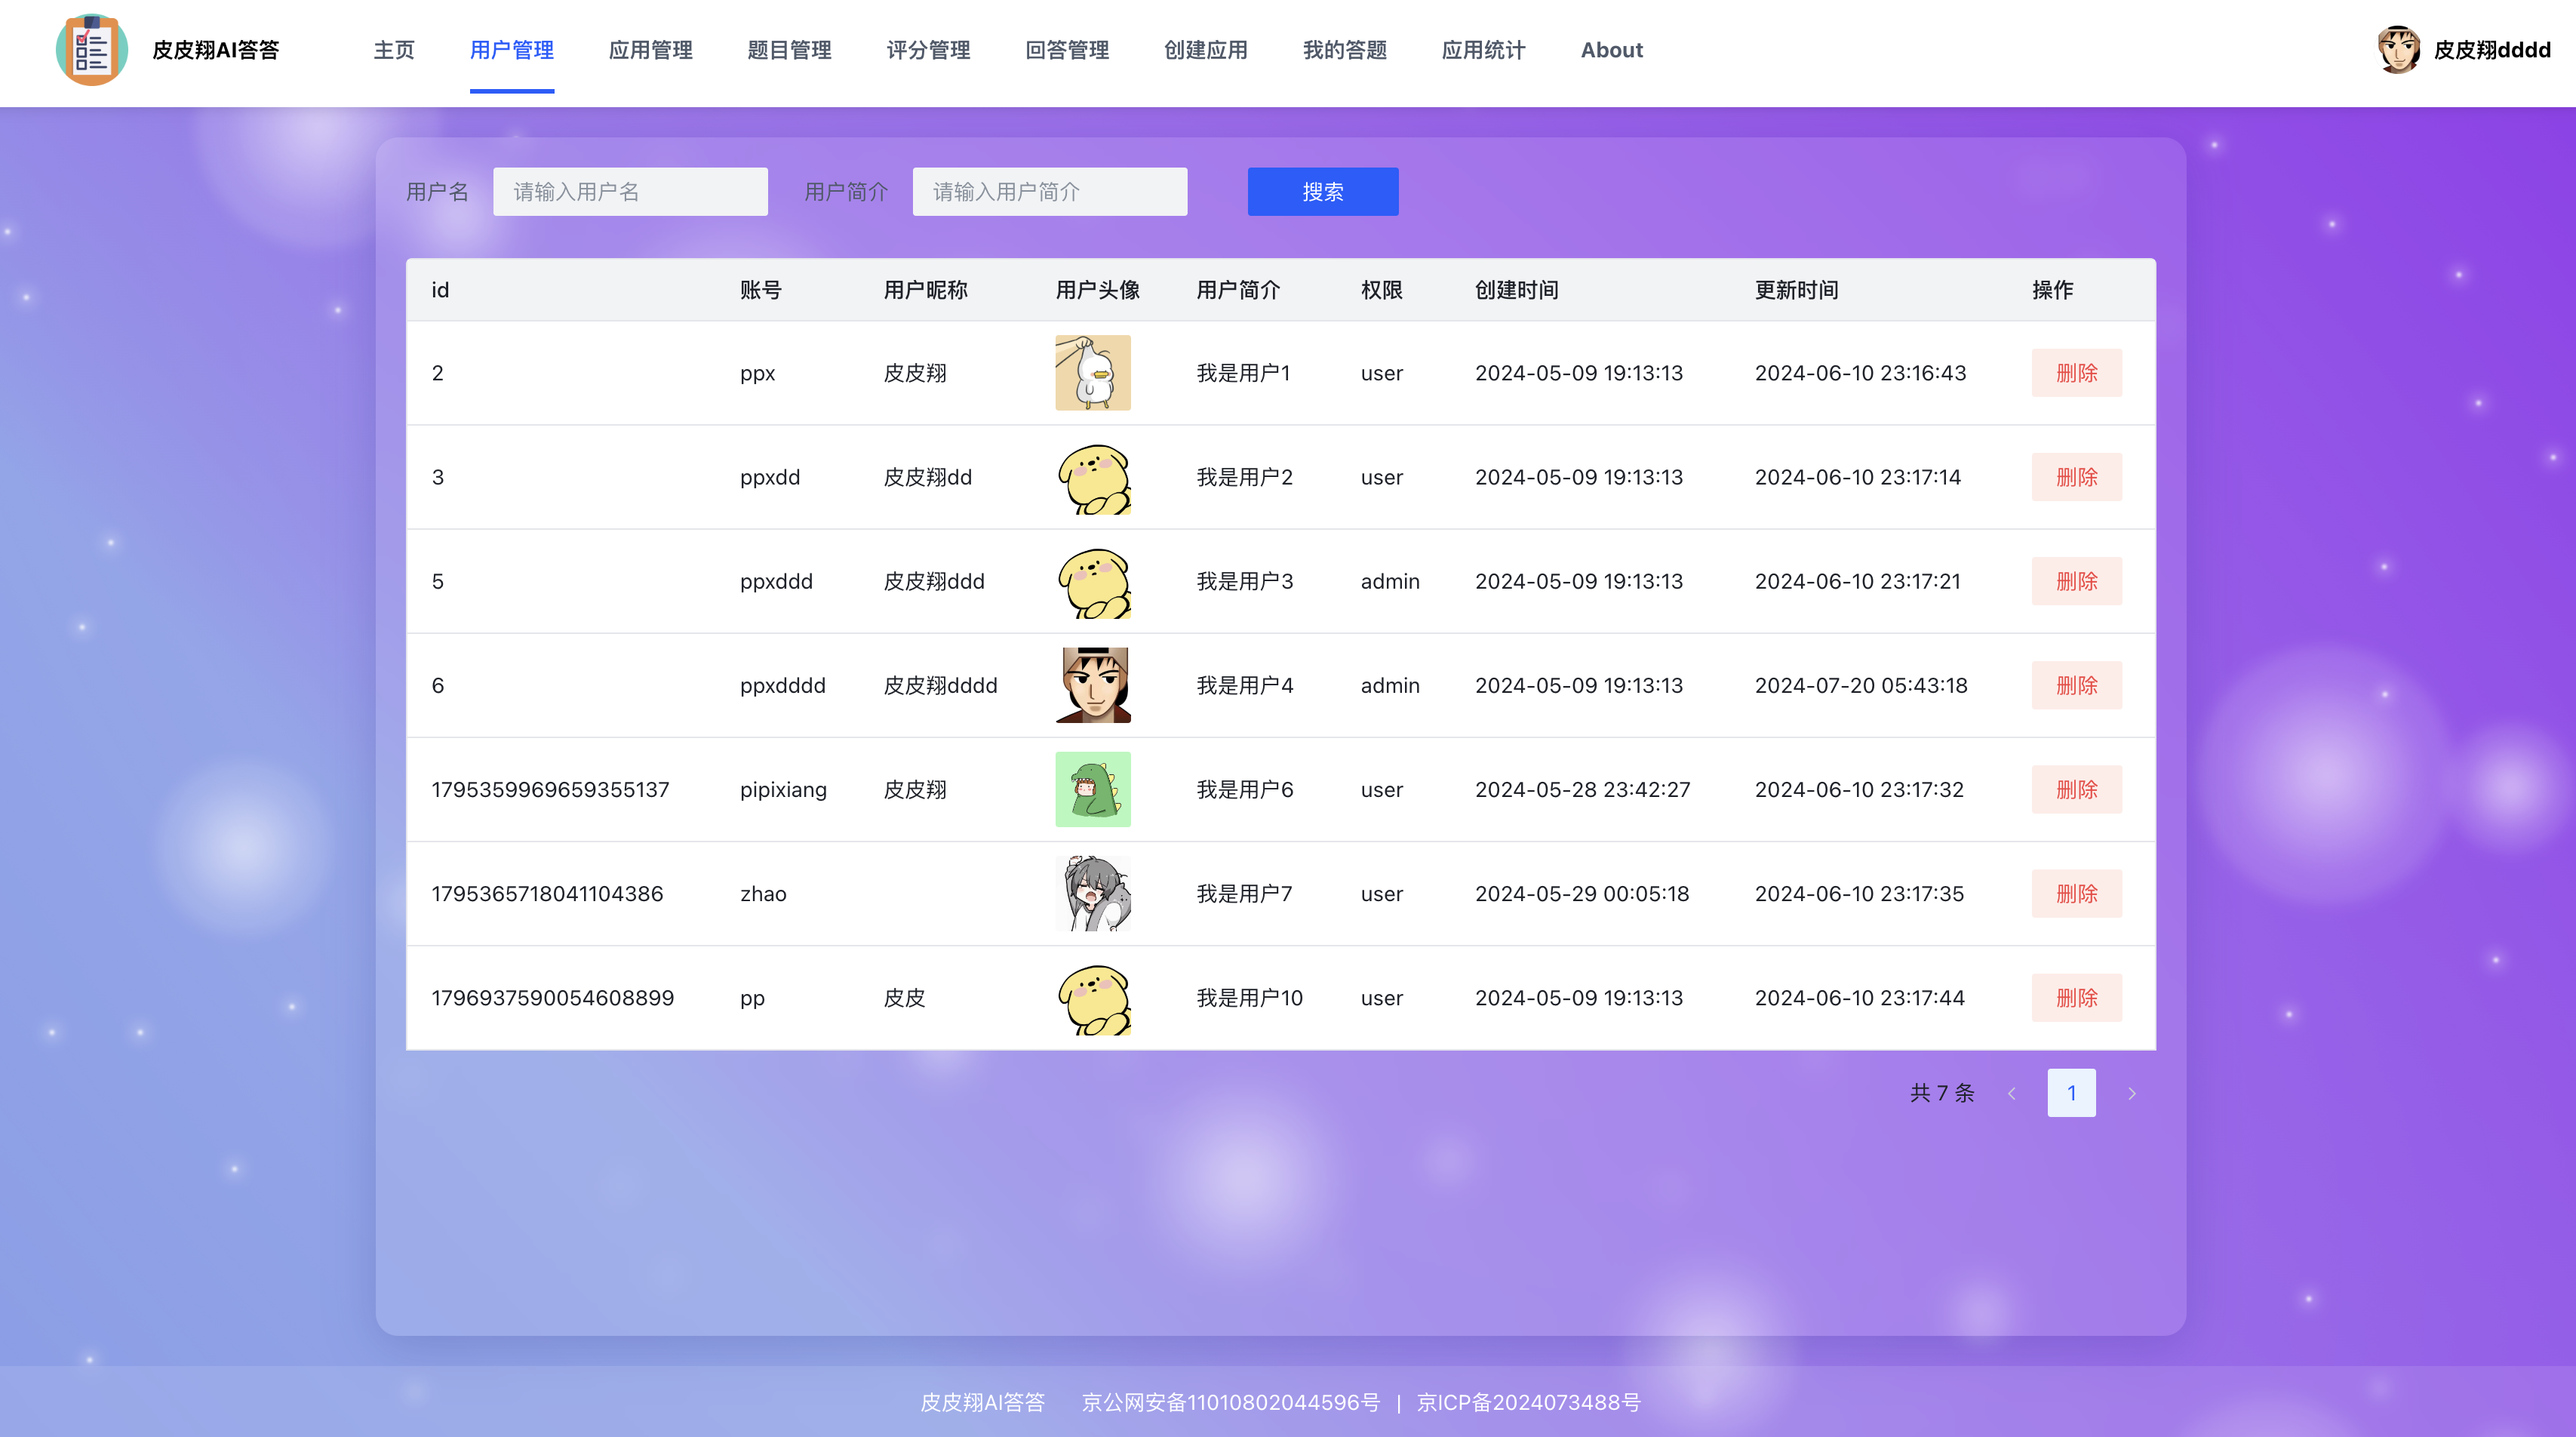 皮皮翔AI答答 主页 用户管理 应用管理 题目管理 评分管理 回答管理 创建应用 我的答题 应用统计 About 皮皮翔dddd
用户名 请输入用户名 用户简介 请输入用户简介 搜索
id 账号 用户昵称 用户头像 用户简介 权限 创建时间 更新时间 操作
2 ppx 皮皮翔 我是用户1 user 2024-05-09 19:13:13 2024-06-10 23:16:43 删除
3 ppxdd 皮皮翔dd 我是用户2 user 2024-05-09 19:13:13 2024-06-10 23:17:14 删除
5 ppxddd 皮皮翔ddd 我是用户3 admin 2024-05-09 19:13:13 2024-06-10 23:17:21 删除
6 ppxdddd 皮皮翔dddd 我是用户4 admin 2024-05-09 19:13:13 2024-07-20 05:43:18 删除
1795359969659355137 pipixiang 皮皮翔 我是用户6 user 2024-05-28 23:42:27 2024-06-10 23:17:32 删除
1795365718041104386 zhao 我是用户7 user 2024-05-29 00:05:18 2024-06-10 23:17:35 删除
1796937590054608899 pp 皮皮 我是用户10 user 2024-05-09 19:13:13 2024-06-10 23:17:44 删除
共 7 条 1
皮皮翔AI答答 京公网安备11010802044596号 | 京ICP备2024073488号